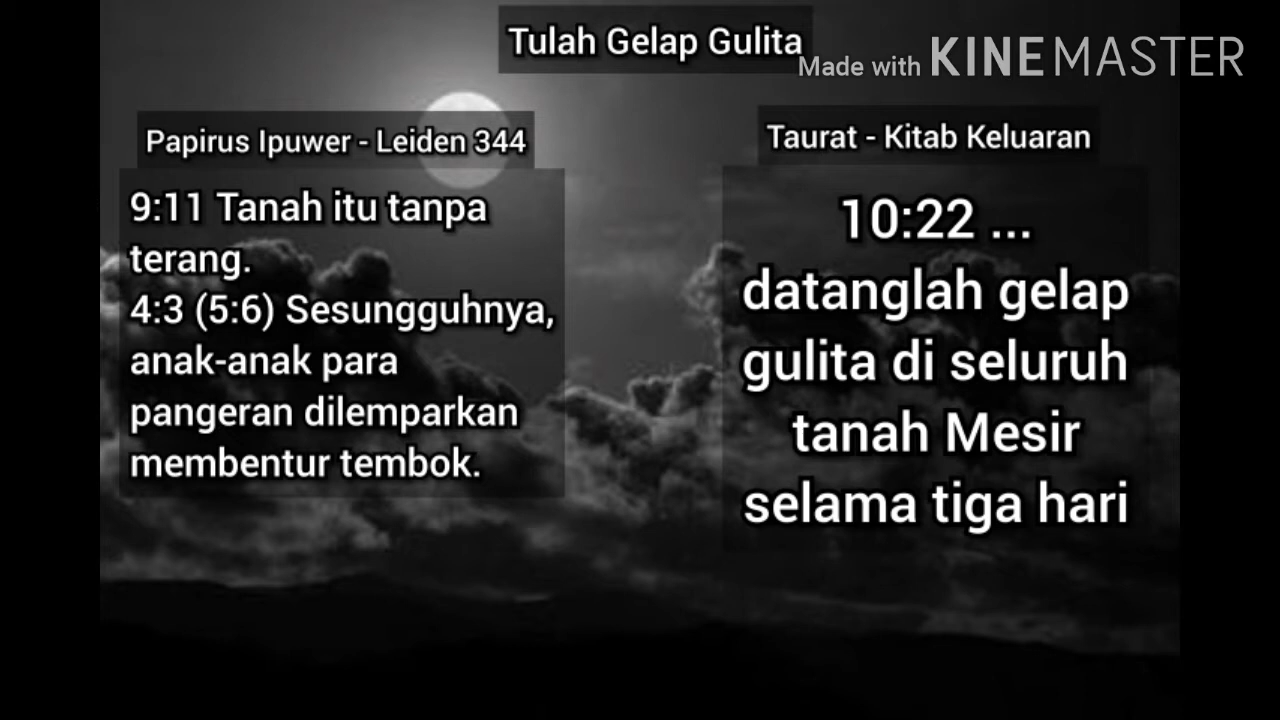 Tulah Gelap Gulita
Made with KINEMASTER
Papirus Ipuwer - Leiden 344
9:11 Tanah itu tanpa
terang.
4:3 (5:6) Sesungguhnya,
anak-anak para
pangeran dilemparkan
membentur tembok.
Taurat - Kitab Keluaran
10:22 ...
datanglah gelap
gulita di seluruh
tanah Mesir
selama tiga hari